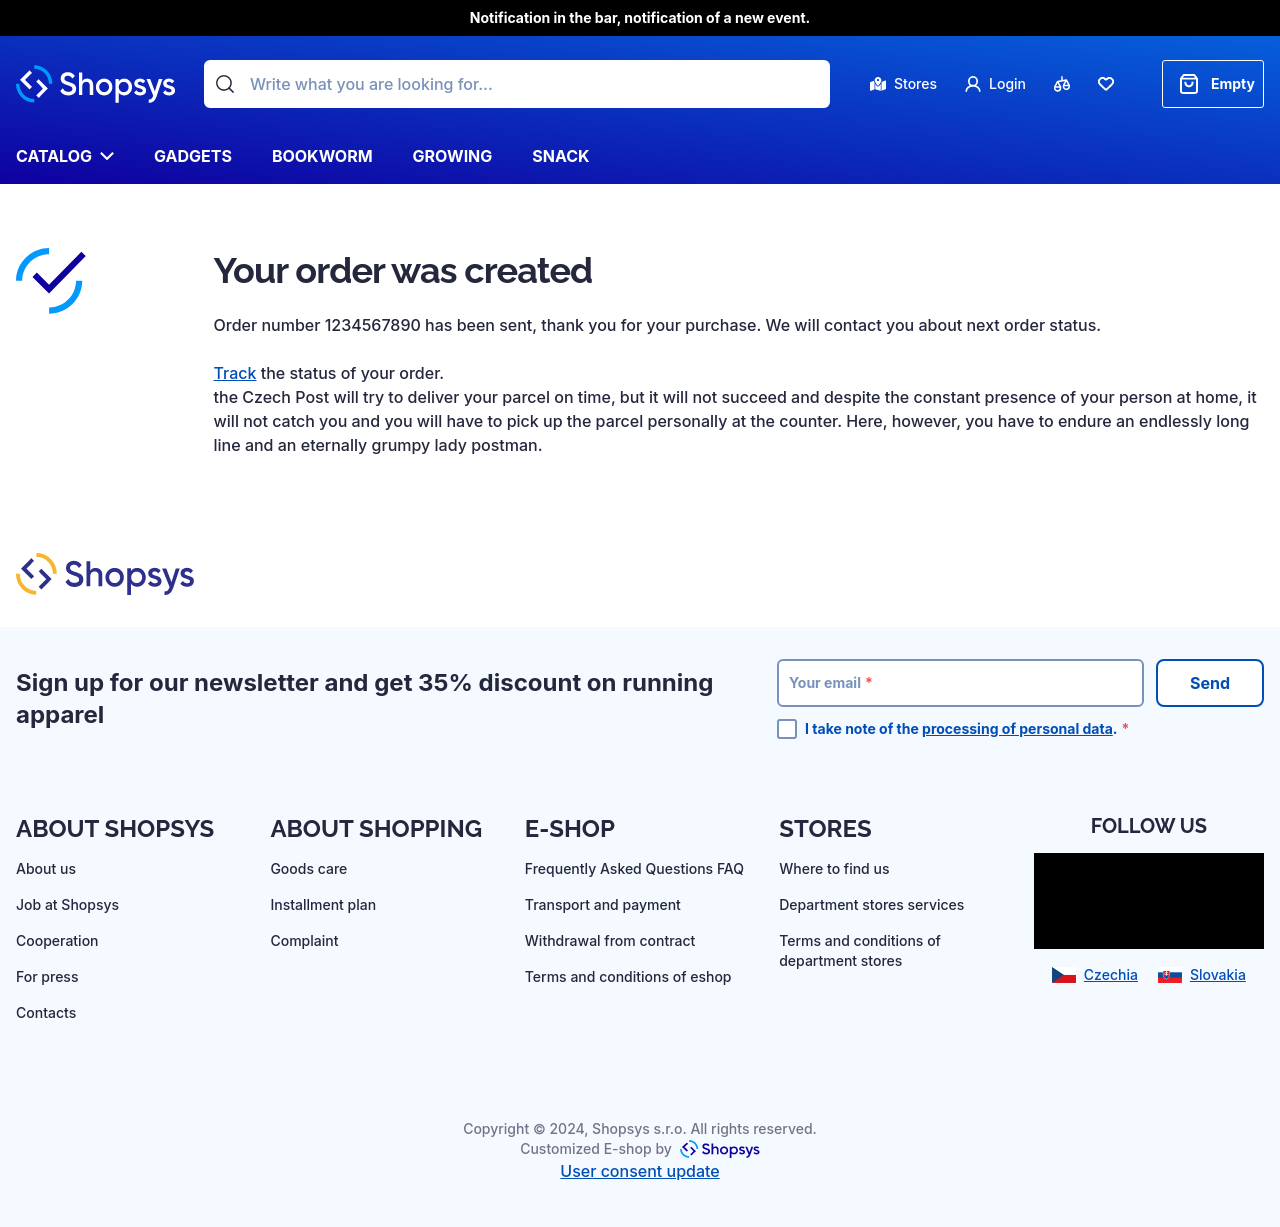 Notification in the bar, notification of a new event.
Shopsys
Write what you are looking for...
Stores
Login
Empty
CATALOG
GADGETS
BOOKWORM
GROWING
SNACK
Your order was created
Order number 1234567890 has been sent, thank you for your purchase. We will contact you about next order status.
Track the status of your order.
the Czech Post will try to deliver your parcel on time, but it will not succeed and despite the constant presence of your person at home, it
will not catch you and you will have to pick up the parcel personally at the counter. Here, however, you have to endure an endlessly long
line and an eternally grumpy lady postman.
Shopsys
Sign up for our newsletter and get 35% discount on running
apparel
Your email *
Send
I take note of the processing of personal data. *
ABOUT SHOPSYS
About us
Job at Shopsys
Cooperation
For press
Contacts
ABOUT SHOPPING
Goods care
Installment plan
Complaint
E-SHOP
Frequently Asked Questions FAQ
Transport and payment
Withdrawal from contract
Terms and conditions of eshop
STORES
Where to find us
Department stores services
Terms and conditions of
department stores
FOLLOW US
Czechia
Slovakia
Copyright © 2024, Shopsys s.r.o. All rights reserved.
Customized E-shop by Shopsys
User consent update